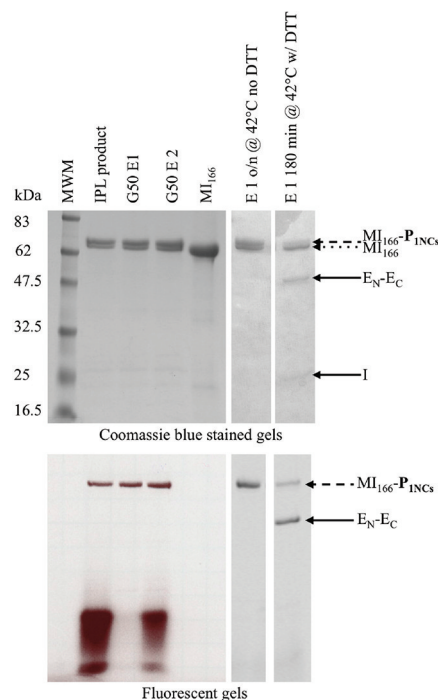 MWM
IPL product
G50 E1
G50 E 2
MI166
E 1 o/n @ 42°C no DTT
E 1 180 min @ 42°C w/ DTT
kDa
83
62
47.5
32.5
25
16.5
MI166-P1NCs
MI166
EN-EC
I
Coomassie blue stained gels
MI166-P1NCs
EN-EC
Fluorescent gels